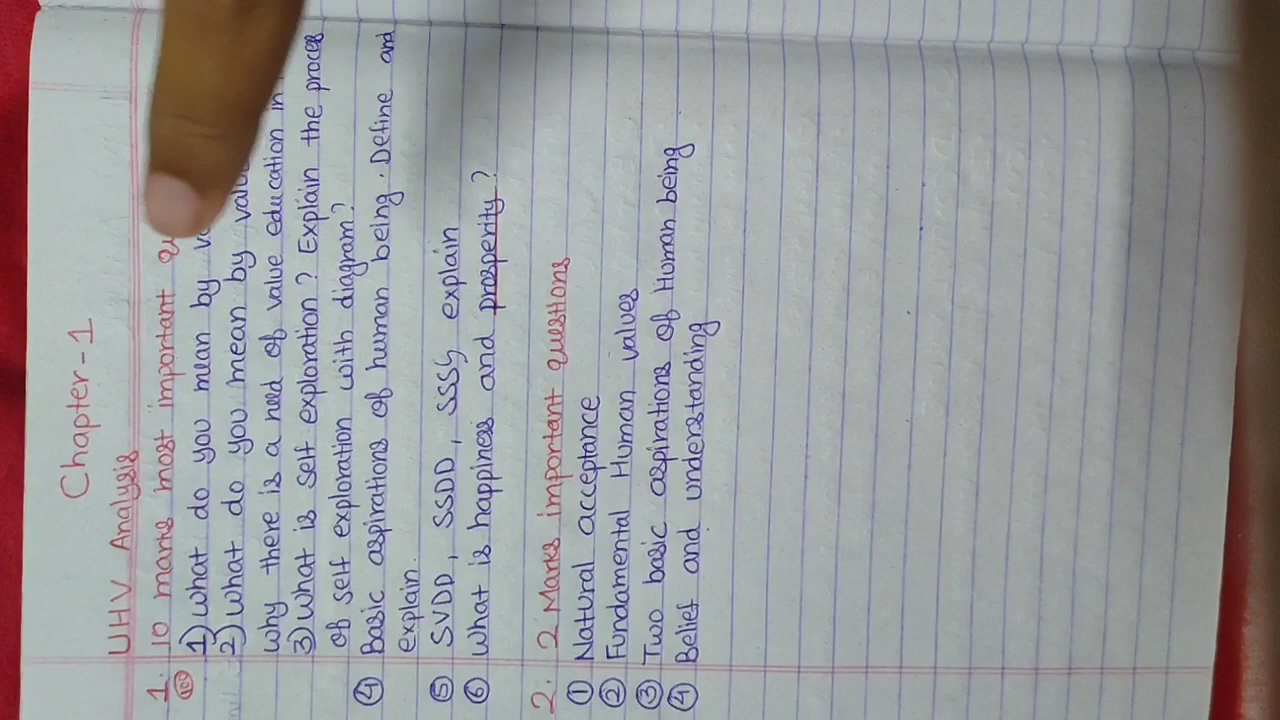 Chapter-1
UHV Analysis
1. 10 marks most important
100
1) What do you mean by
2) What do you mean by
Why there is a need of value education in
3) What is self exploration? Explain the proces
of self exploration with diagram?
④ Basic aspirations of human being. Define and
explain.
⑤ SVDD, SSDD, SSSS explain
⑥ What is happiness and prosperity?
2. 2 Marks important questions
① Natural acceptance
② Fundamental Human values
③ Two basic aspirations of Human being
④ Belief and understanding